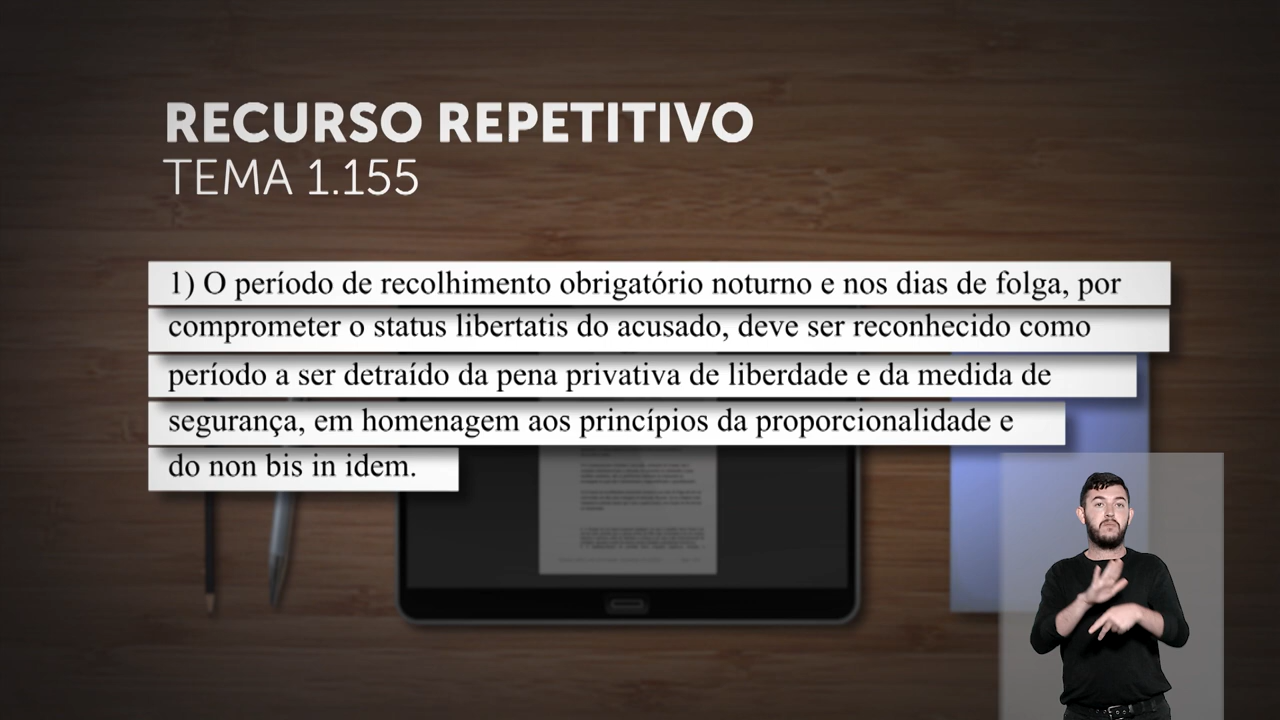 RECURSO REPETITIVO
TEMA 1.155
1) O período de recolhimento obrigatório noturno e nos dias de folga, por
comprometer o status libertatis do acusado, deve ser reconhecido como
período a ser detraído da pena privativa de liberdade e da medida de
segurança, em homenagem aos princípios da proporcionalidade e
do non bis in idem.